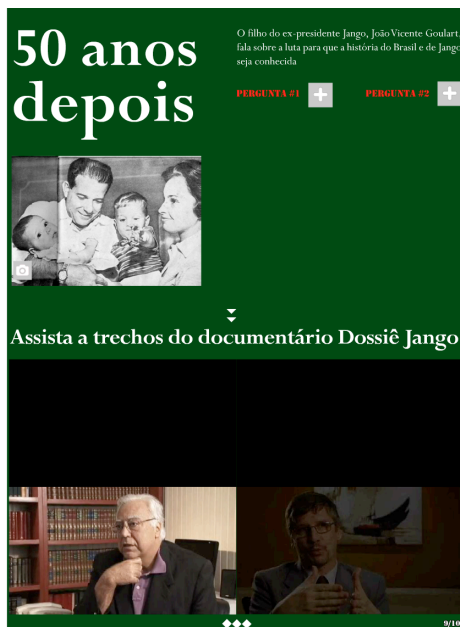 50 anos
depois
O filho do ex-presidente Jango, João Vicente Goulart,
fala sobre a luta para que a história do Brasil e de Jango
seja conhecida
PERGUNTA #1
PERGUNTA #2
Assista a trechos do documentário Dossiê Jango
9/10